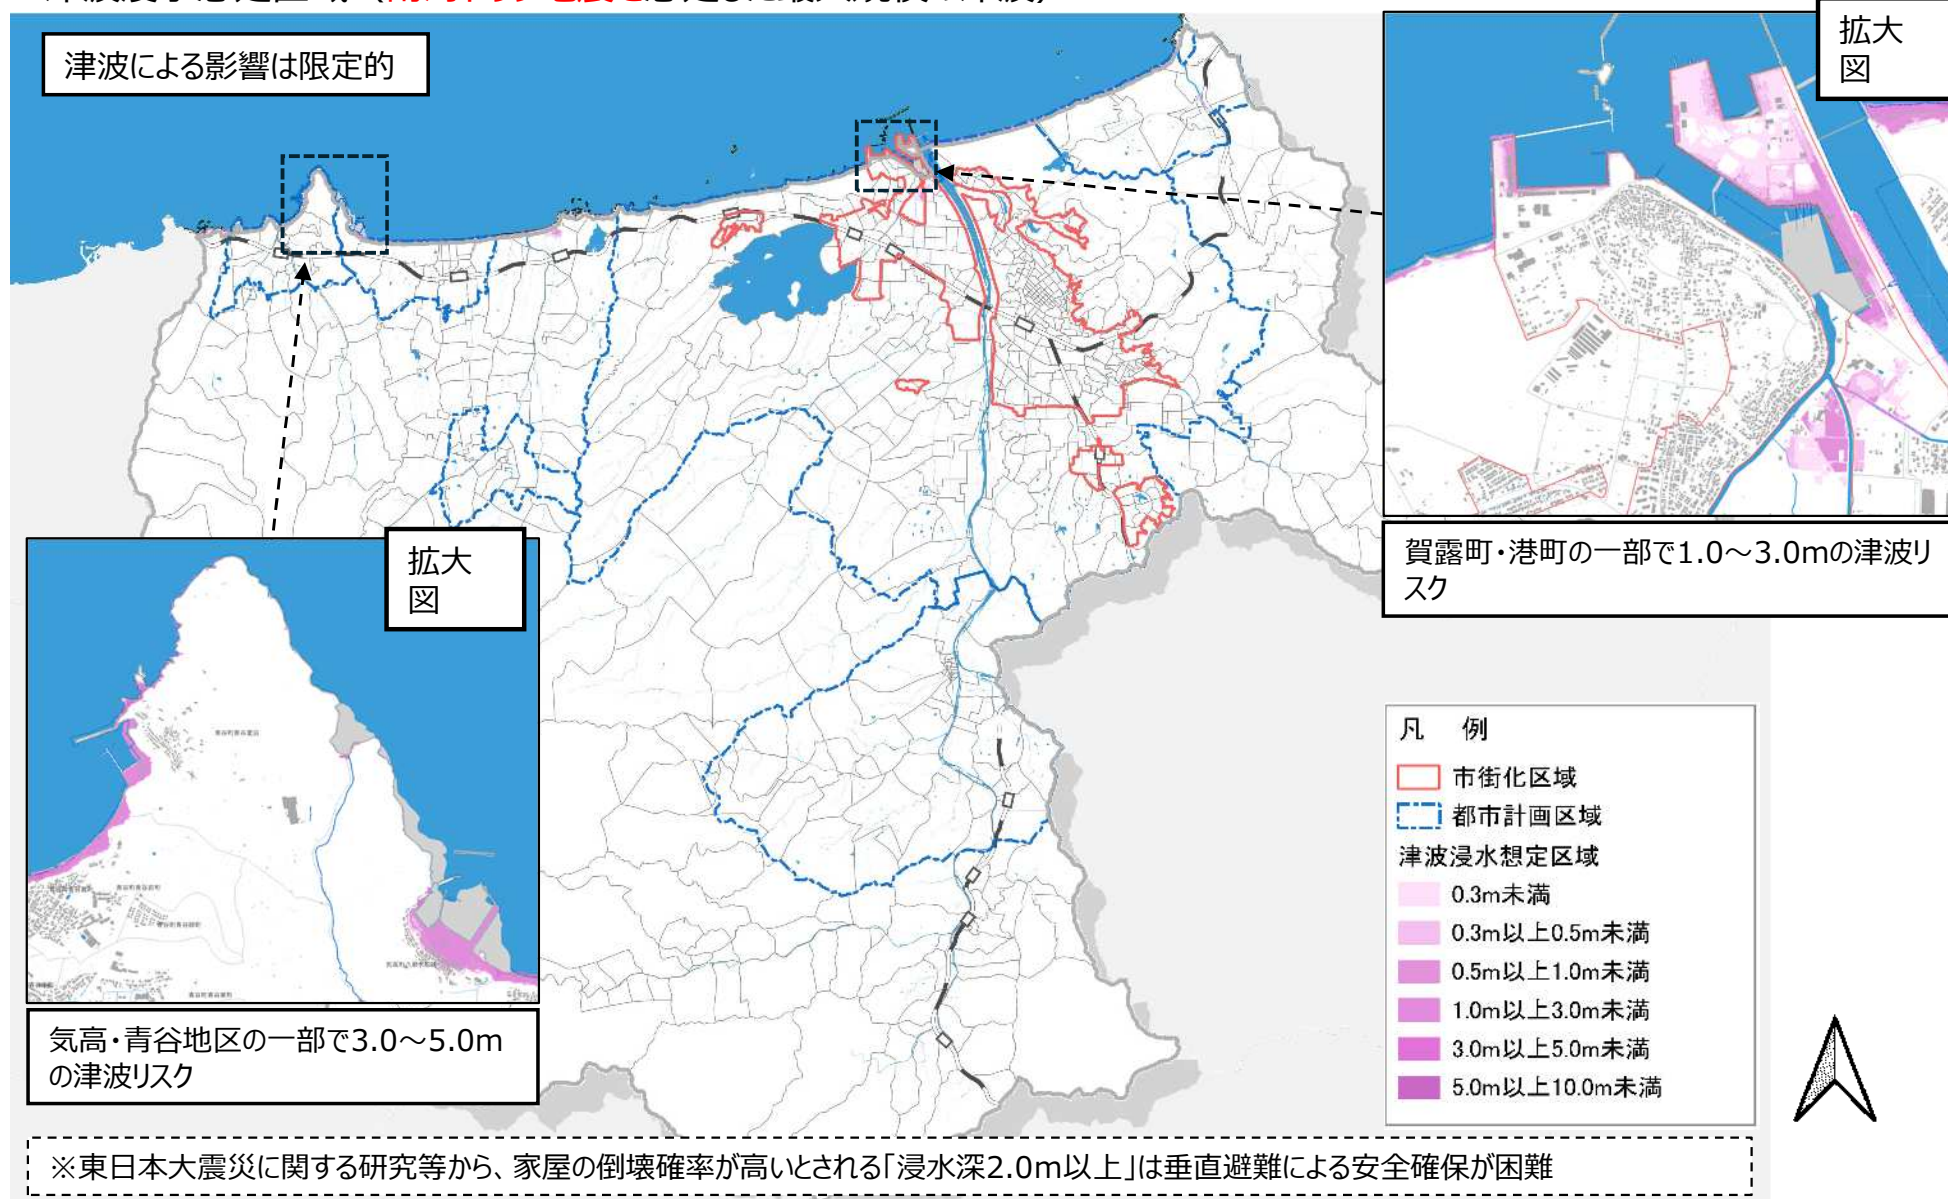 津波による影響は限定的
拡大
図
賀露町・港町の一部で1.0～3.0mの津波リ
スク
拡大
図
気高・青谷地区の一部で3.0～5.0m
の津波リスク
凡　例
市街化区域
都市計画区域
津波浸水想定区域
0.3m未満
0.3m以上0.5m未満
0.5m以上1.0m未満
1.0m以上3.0m未満
3.0m以上5.0m未満
5.0m以上10.0m未満
※東日本大震災に関する研究等から、家屋の倒壊確率が高いとされる「浸水深2.0m以上」は垂直避難による安全確保が困難